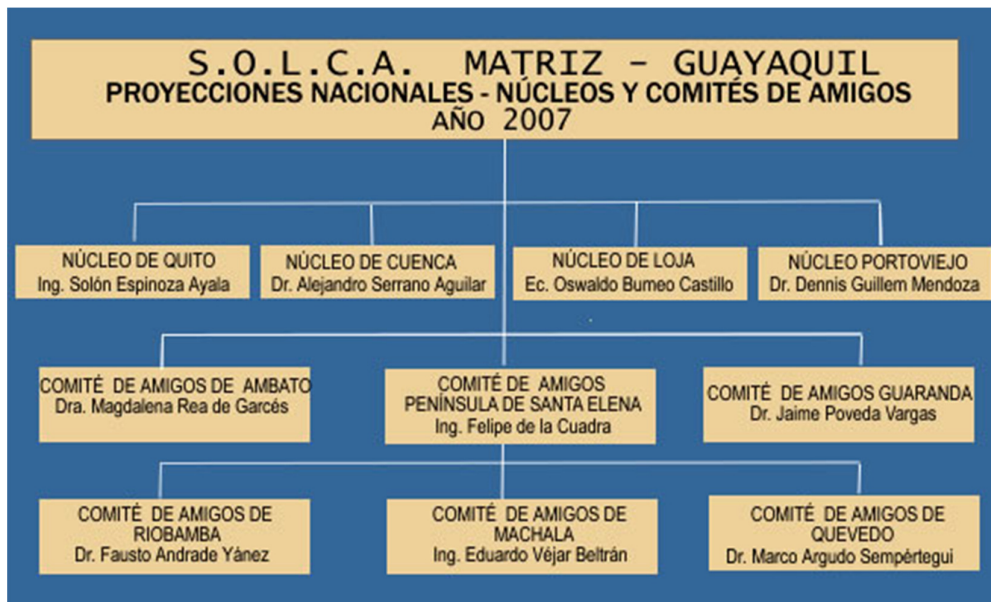 S.O.L.C.A. MATRIZ - GUAYAQUIL
PROYECCIONES NACIONALES - NÚCLEOS Y COMITÉS DE AMIGOS
AÑO 2007
NÚCLEO DE QUITO
Ing. Solón Espinoza Ayala
NÚCLEO DE CUENCA
Dr. Alejandro Serrano Aguilar
NÚCLEO DE LOJA
Ec. Oswaldo Burneo Castillo
NÚCLEO PORTOVIEJO
Dr. Dennis Guillem Mendoza
COMITÉ DE AMIGOS DE AMBATO
Dra. Magdalena Rea de Garcés
COMITÉ DE AMIGOS
PENÍNSULA DE SANTA ELENA
Ing. Felipe de la Cuadra
COMITÉ DE AMIGOS GUARANDA
Dr. Jaime Poveda Vargas
COMITÉ DE AMIGOS DE
RIOBAMBA
Dr. Fausto Andrade Yánez
COMITÉ DE AMIGOS DE
MACHALA
Ing. Eduardo Véjar Beltrán
COMITÉ DE AMIGOS DE
QUEVEDO
Dr. Marco Argudo Sempértegui